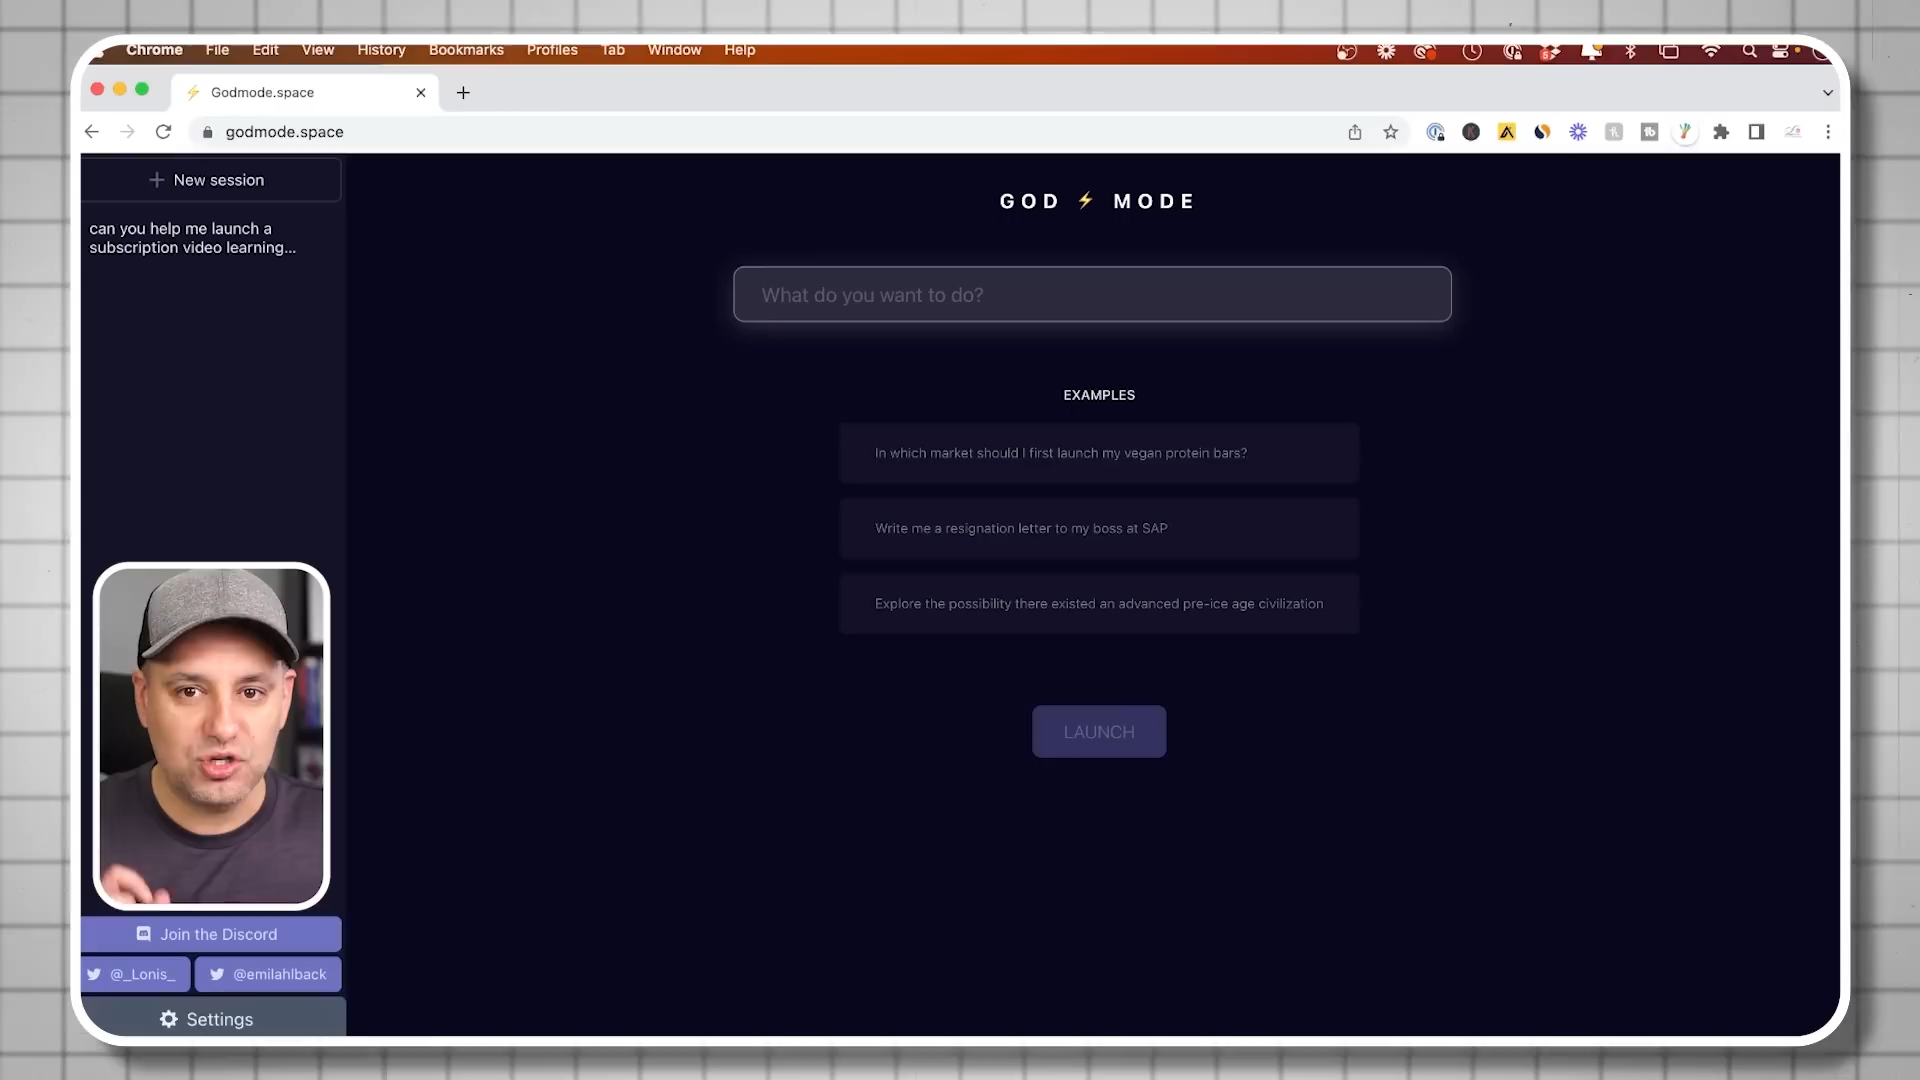 Chrome File Edit View History Bookmarks Profiles Tab Window Help
Godmode.space
godmode.space
New session
can you help me launch a
subscription video learning...
GOD ⚡ MODE
What do you want to do?
EXAMPLES
In which market should I first launch my vegan protein bars?
Write me a resignation letter to my boss at SAP
Explore the possibility there existed an advanced pre-ice age civilization
LAUNCH
Join the Discord
@_Lonis_ @emilahlback
Settings